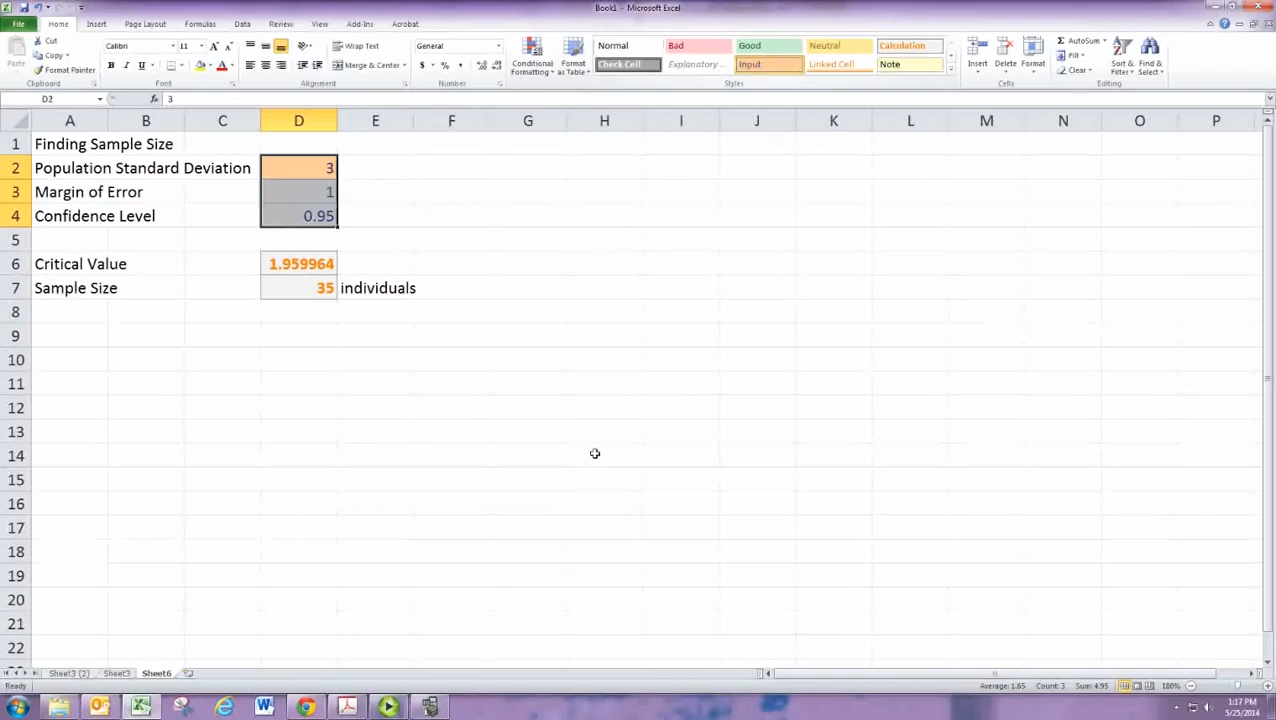 Book1 - Microsoft Excel
File Home Insert Page Layout Formulas Data Review View Add-Ins Acrobat
Cut Calibri 11 Wrap Text General Normal Bad Good Neutral Calculation AutoSum
Copy Fill
Paste Format Painter Merge & Center Conditional Formatting Format as Table Check Cell Explanatory ... Input Linked Cell Note Insert Delete Format Clear Sort & Filter Find & Select
Clipboard Font Alignment Number Styles Cells Editing
D2 fx 3
A B C D E F G H I J K L M N O P
1 Finding Sample Size
2 Population Standard Deviation 3
3 Margin of Error 1
4 Confidence Level 0.95
5
6 Critical Value 1.959964
7 Sample Size 35 individuals
8
9
10
11
12
13
14
15
16
17
18
19
20
21
22
Sheet3 (2) Sheet3 Sheet6
Ready Average: 1.65 Count: 3 Sum: 4.95 180%
1:17 PM
5/25/2014